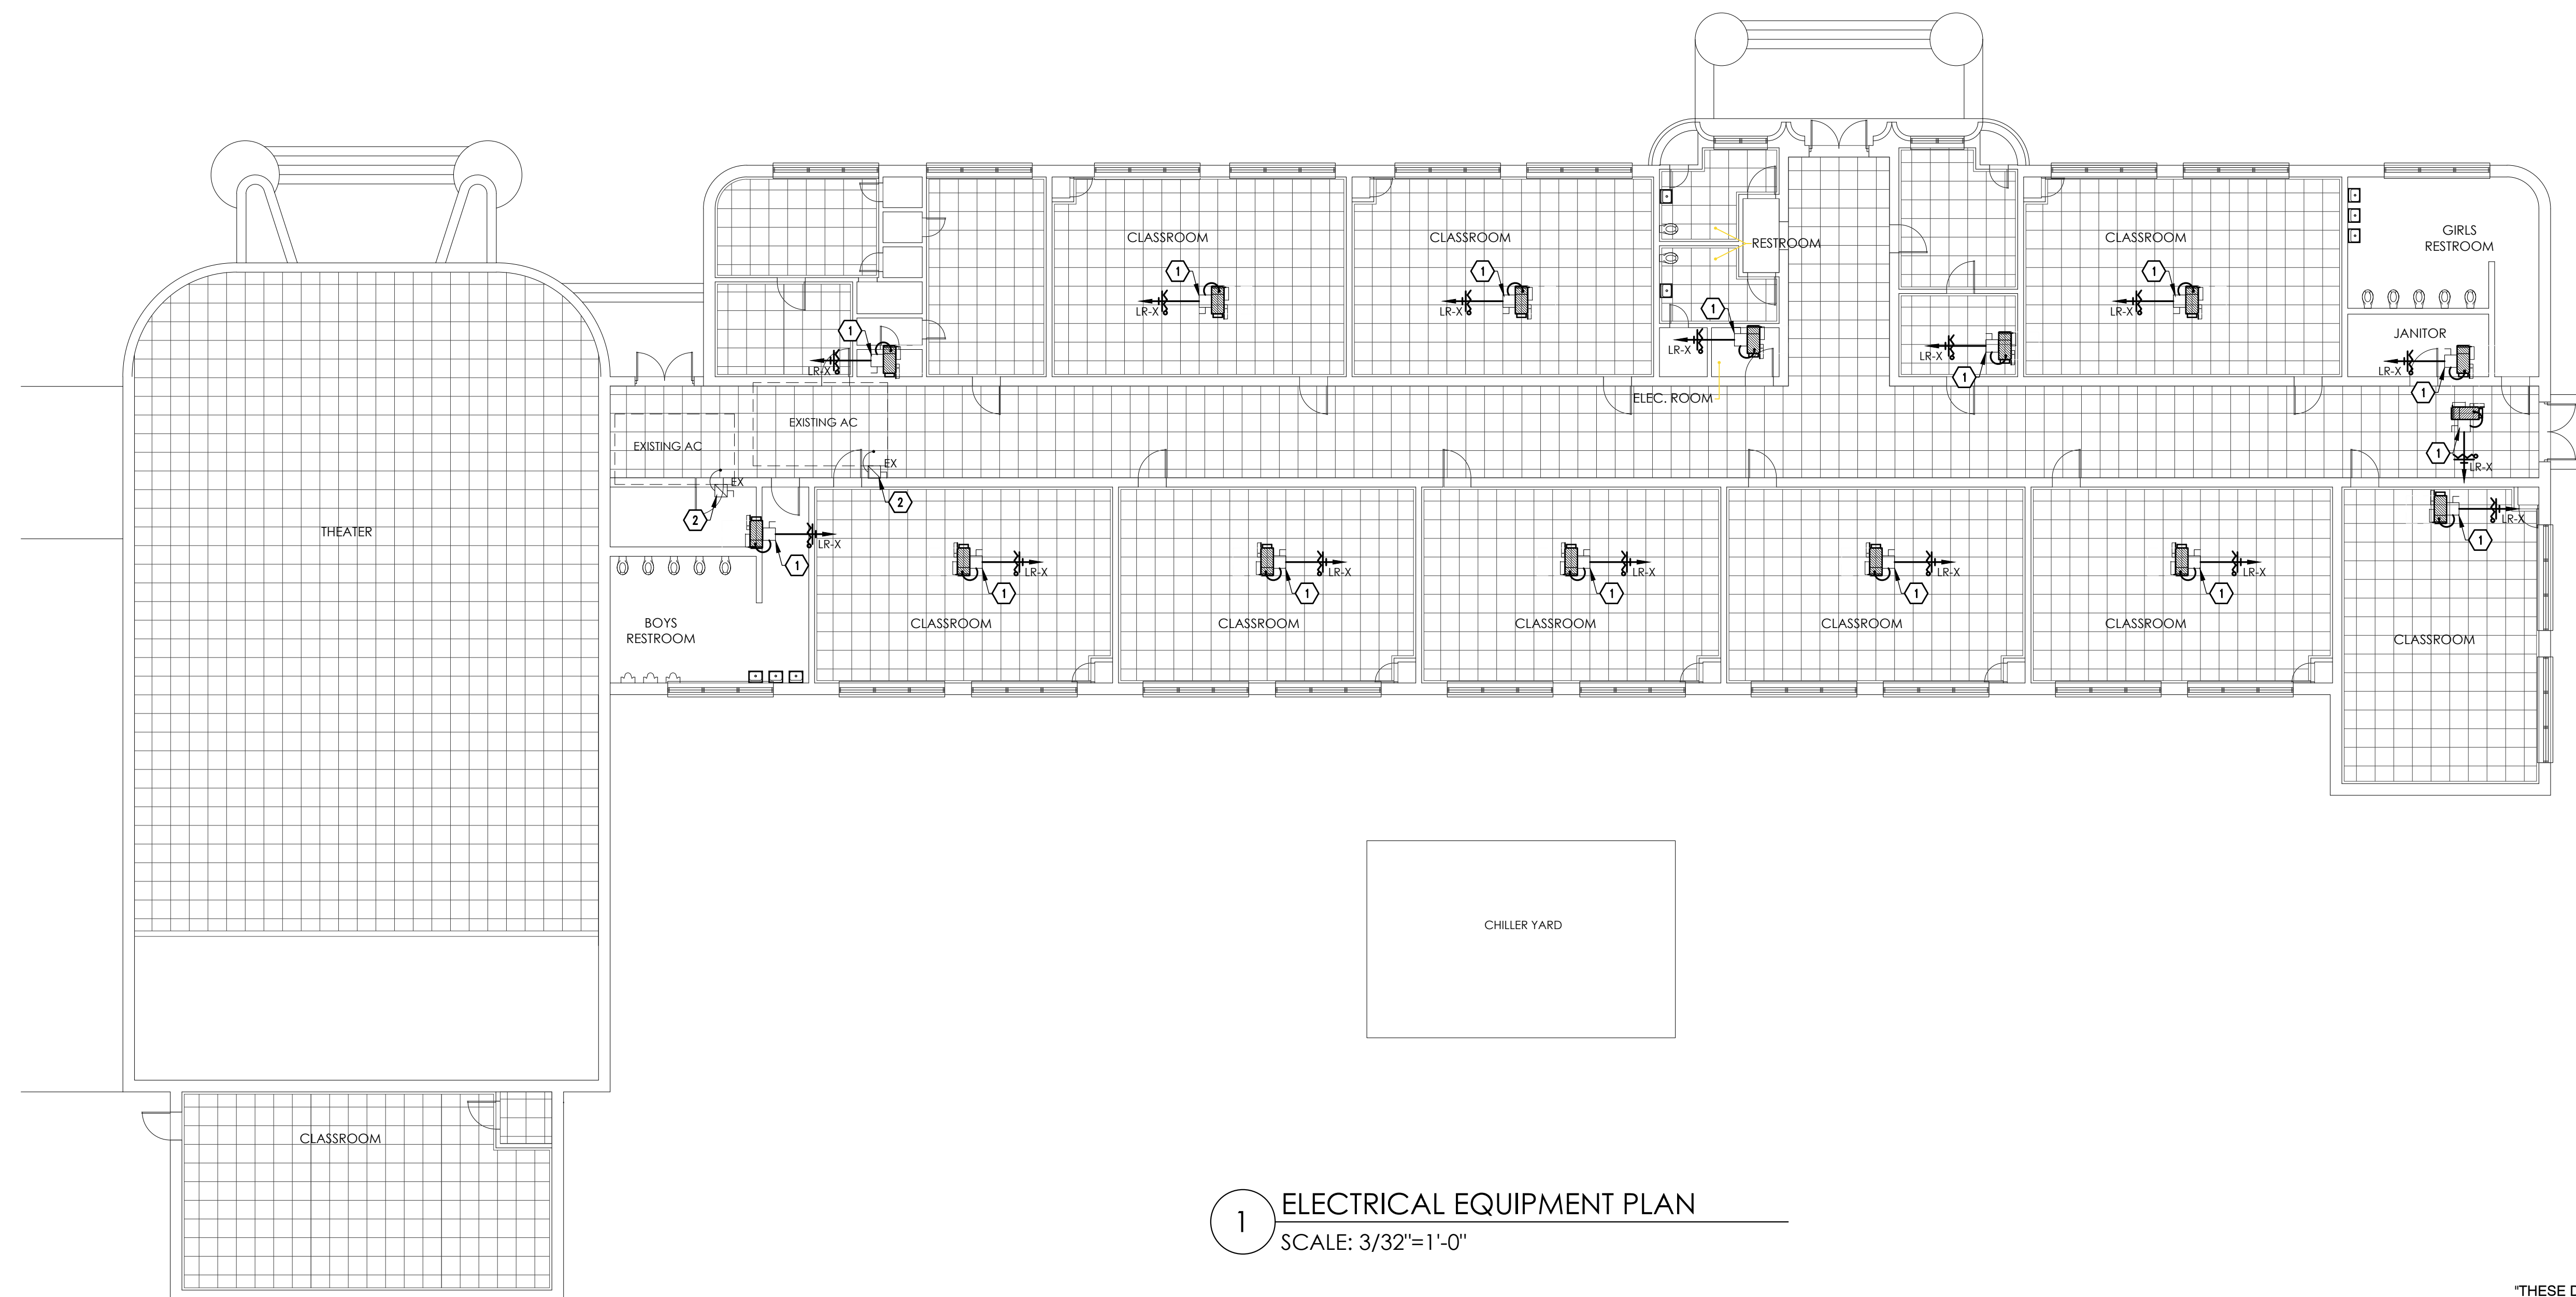 CLASSROOM
1
LR-X
CLASSROOM
1
LR-X
RESTROOM
1
LR-X
ELEC. ROOM
1
LR-X
1
LR-X
CLASSROOM
1
LR-X
GIRLS
RESTROOM
JANITOR
LR-X
1
1
LR-X
EXISTING AC
EXISTING AC
EX
EX
2
2
THEATER
LR-X
1
BOYS
RESTROOM
LR-X
1
CLASSROOM
LR-X
1
CLASSROOM
LR-X
1
CLASSROOM
LR-X
1
CLASSROOM
LR-X
1
CLASSROOM
LR-X
1
CLASSROOM
CHILLER YARD
CLASSROOM
1
ELECTRICAL EQUIPMENT PLAN
SCALE: 3/32"=1'-0"
"THESE D